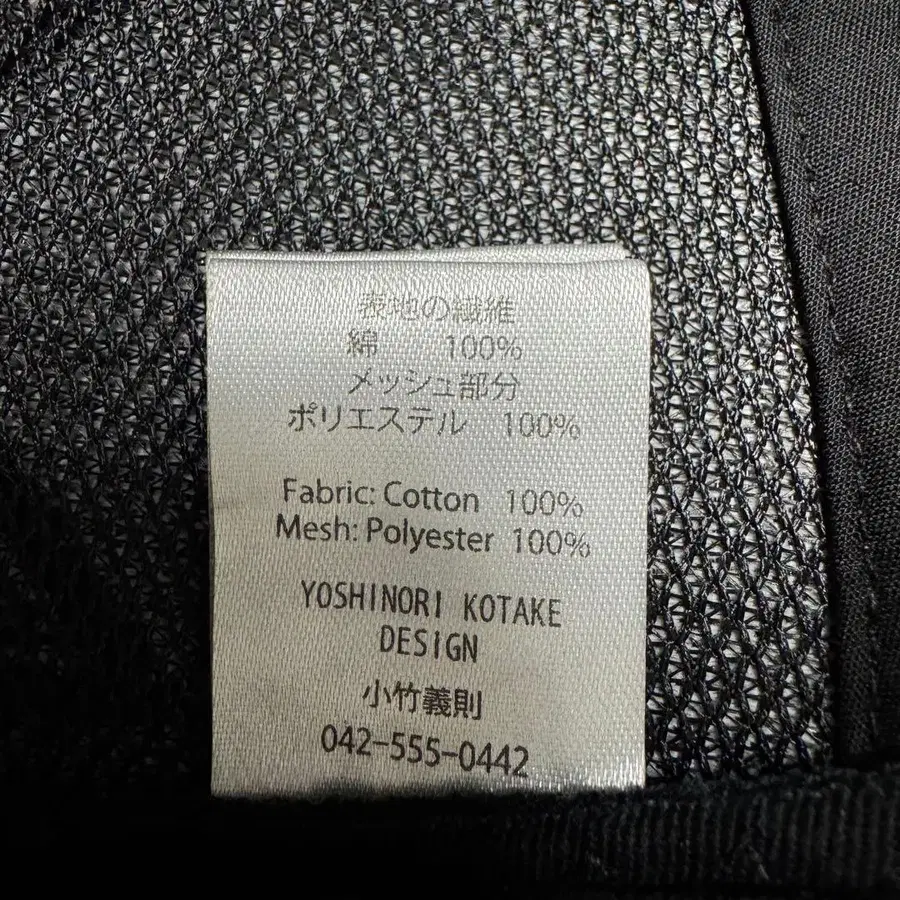 表地の繊維
綿 100%
メッシュ部分
ポリエステル 100%
Fabric: Cotton 100%
Mesh: Polyester 100%
YOSHINORI KOTAKE
DESIGN
小竹義則
042-555-0442